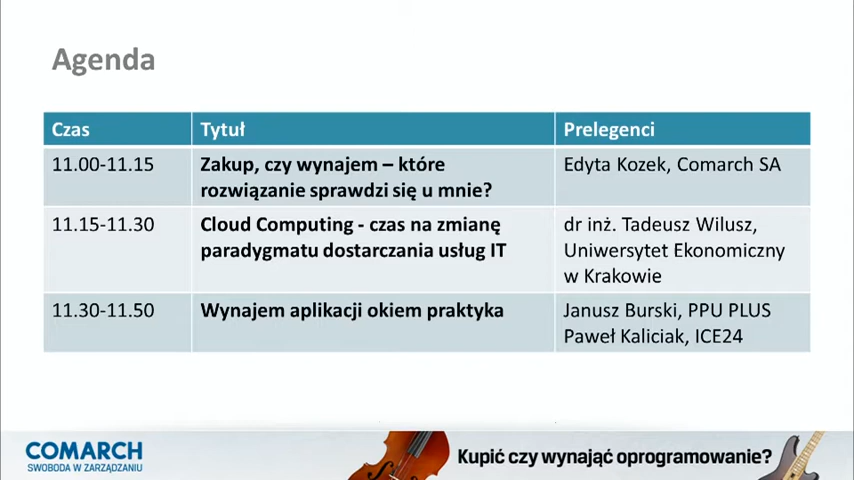 Agenda
Czas Tytuł Prelegenci
11.00-11.15 Zakup, czy wynajem – które Edyta Kozek, Comarch SA
rozwiązanie sprawdzi się u mnie?
11.15-11.30 Cloud Computing - czas na zmianę dr inż. Tadeusz Wilusz,
paradygmatu dostarczania usług IT Uniwersytet Ekonomiczny
w Krakowie
11.30-11.50 Wynajem aplikacji okiem praktyka Janusz Burski, PPU PLUS
Paweł Kaliciak, ICE24
COMARCH
SWOBODA W ZARZĄDZANIU
Kupić czy wynająć oprogramowanie?